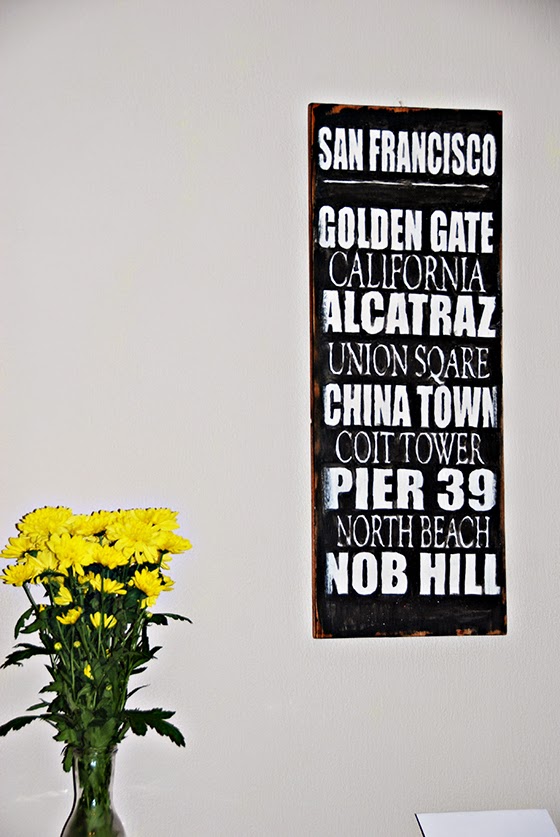 SAN FRANCISCO
GOLDEN GATE
CALIFORNIA
ALCATRAZ
UNION SQARE
CHINA TOWN
COIT TOWER
PIER 39
NORTH BEACH
NOB HILL